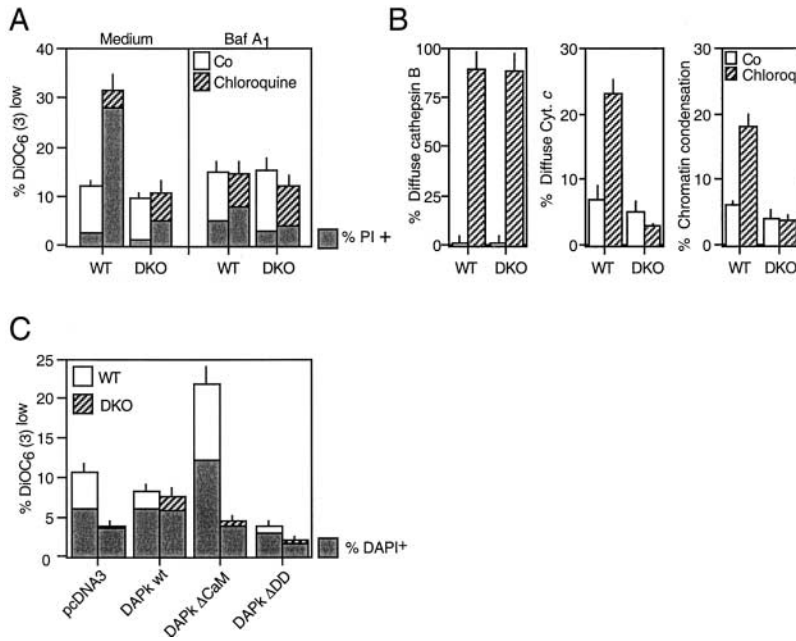 A
Medium
Baf A1
Co
Chloroquine
% DiOC6 (3) low
40
30
20
10
0
WT
DKO
WT
DKO
% PI +
B
% Diffuse cathepsin B
100
75
50
25
0
WT
DKO
% Diffuse Cyt. c
30
20
10
0
WT
DKO
% Chromatin condensation
30
20
10
0
Co
Chloroq
WT
DKO
C
% DiOC6 (3) low
25
20
15
10
5
0
WT
DKO
% DAPI+
pcDNA3
DAPk wt
DAPk ΔCaM
DAPk ΔDD